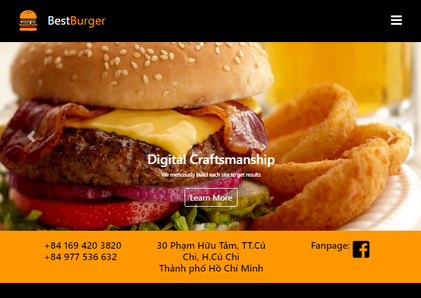 BestBurger
Digital Craftsmanship
We meticously build each site to get results
Learn More
+84 169 420 3820
+84 977 536 632
30 Phạm Hữu Tâm, TT.Củ
Chi, H.Củ Chi
Thành phố Hồ Chí Minh
Fanpage: